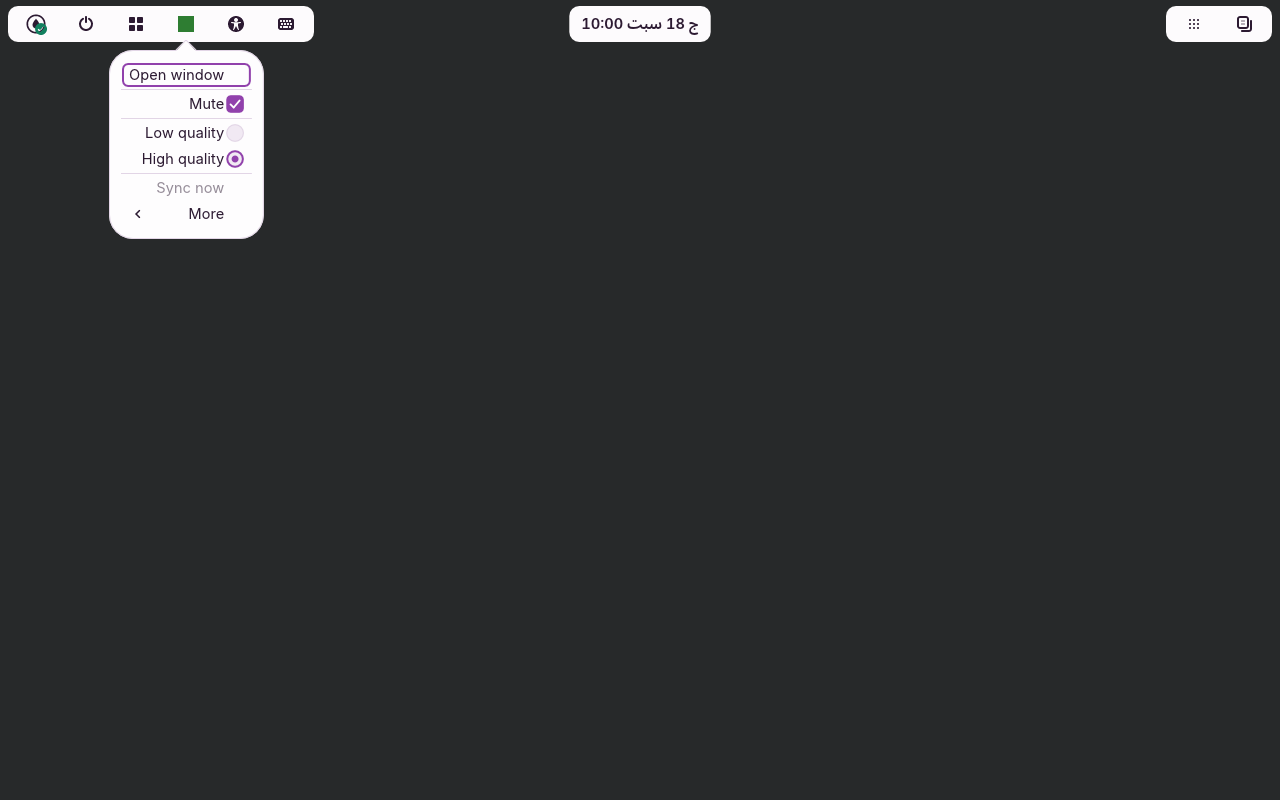 ج 18 سبت 10:00
Open window
Mute
Low quality
High quality
Sync now
More